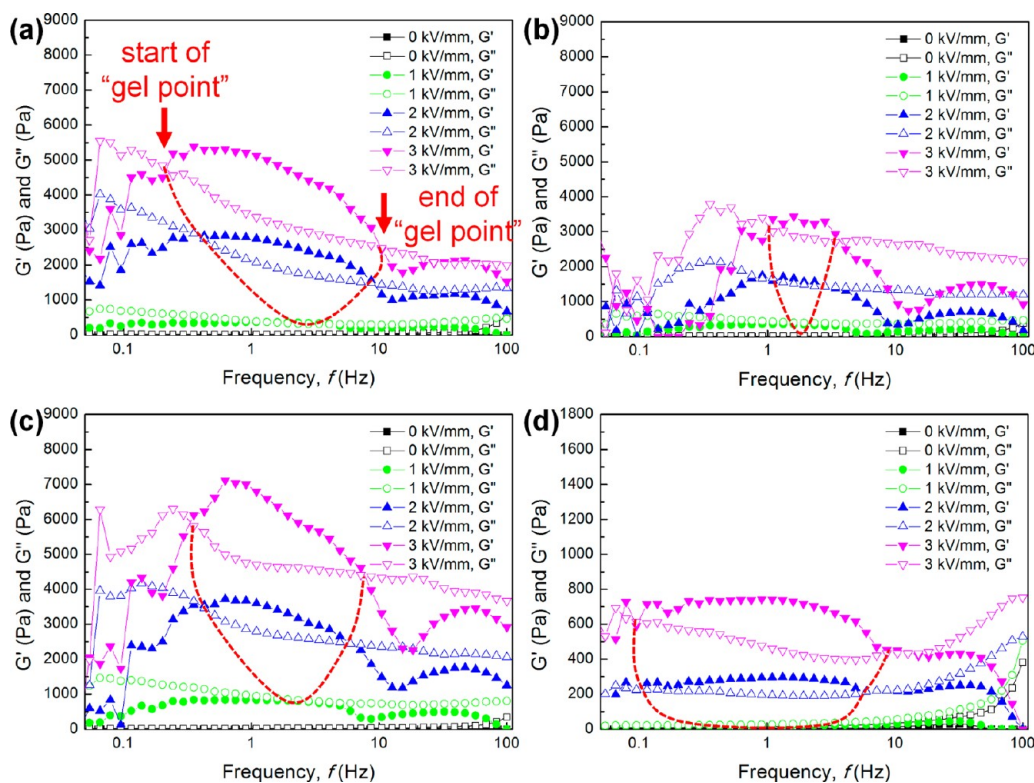 (a)
start of
"gel point"
end of
"gel point"
0 kV/mm, G'
0 kV/mm, G"
1 kV/mm, G'
1 kV/mm, G"
2 kV/mm, G'
2 kV/mm, G"
3 kV/mm, G'
3 kV/mm, G"
G' (Pa) and G" (Pa)
9000
8000
7000
6000
5000
4000
3000
2000
1000
0
0.1 1 10 100
Frequency, f (Hz)
(b)
0 kV/mm, G'
0 kV/mm, G"
1 kV/mm, G'
1 kV/mm, G"
2 kV/mm, G'
2 kV/mm, G"
3 kV/mm, G'
3 kV/mm, G"
G' (Pa) and G" (Pa)
9000
8000
7000
6000
5000
4000
3000
2000
1000
0
0.1 1 10 100
Frequency, f (Hz)
(c)
0 kV/mm, G'
0 kV/mm, G"
1 kV/mm, G'
1 kV/mm, G"
2 kV/mm, G'
2 kV/mm, G"
3 kV/mm, G'
3 kV/mm, G"
G' (Pa) and G" (Pa)
9000
8000
7000
6000
5000
4000
3000
2000
1000
0
0.1 1 10 100
Frequency, f (Hz)
(d)
0 kV/mm, G'
0 kV/mm, G"
1 kV/mm, G'
1 kV/mm, G"
2 kV/mm, G'
2 kV/mm, G"
3 kV/mm, G'
3 kV/mm, G"
G' (Pa) and G" (Pa)
1800
1600
1400
1200
1000
800
600
400
200
0
0.1 1 10 100
Frequency, f (Hz)